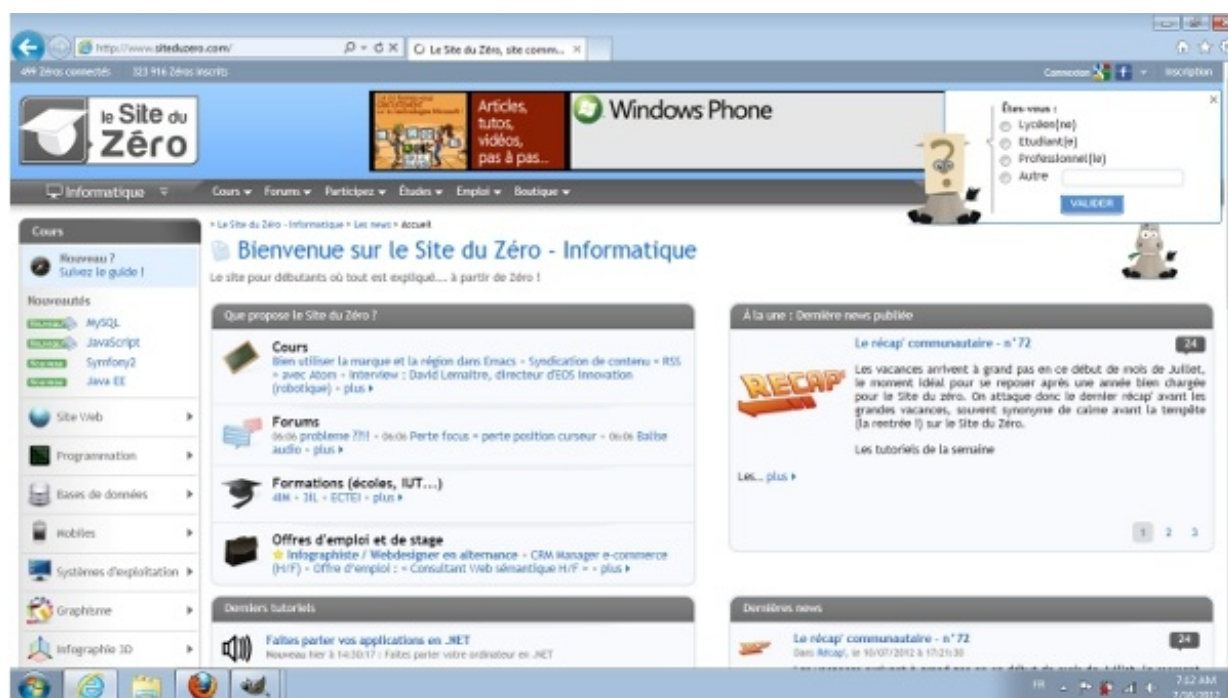 http://www.siteduzero.com/
Le Site du Zéro, site comm...
499 Zéros connectés 323 916 Zéros inscrits
Connexion
Inscription
le Site du
Zéro
Articles,
tutos,
vidéos,
pas à pas...
Windows Phone
Êtes-vous :
Lycéen(ne)
Etudiant(e)
Professionnel(le)
Autre
VALIDER
Informatique
Cours Forums Participez Études Emploi Boutique
Cours
Nouveau ?
Suivez le guide !
Nouveautés
MySQL
JavaScript
Symfony2
Java EE
Site Web
Programmation
Bases de données
Mobiles
Systèmes d'exploitation
Graphisme
Infographie 3D
Le Site du Zéro - Informatique > Les news > Accueil
Bienvenue sur le Site du Zéro - Informatique
Le site pour débutants où tout est expliqué.... à partir de Zéro !
Que propose le Site du Zéro ?
Cours
Bien utiliser la marque et la région dans Emacs - Syndication de contenu - RSS
- avec Atom - Interview : David Lemaitre, directeur d'EOS Innovation
(robotique) - plus
Forums
06:06 probleme ??!! - 06:06 Perte focus = perte position curseur - 06:06 Balise
audio - plus
Formations (écoles, IUT...)
4IM - 3IL - ECTEI - plus
Offres d'emploi et de stage
Infographiste / Webdesigner en alternance - CRM Manager e-commerce
(H/F) - Offre d'emploi : « Consultant Web sémantique H/F » - plus
Derniers tutoriels
Faites parler vos applications en .NET
Nouveau hier à 14:30:17 : Faites parler votre ordinateur en .NET
À la une : Dernière news publiée
Le récap' communautaire - n°72
24
RECAP'
Les vacances arrivent à grand pas en ce début de mois de Juillet,
le moment idéal pour se reposer après une année bien chargée
pour le Site du zéro. On attaque donc le dernier récap' avant les
grandes vacances, souvent synonyme de calme avant la tempête
(la rentrée !) sur le Site du Zéro.
Les tutoriels de la semaine
Les... plus
1 2 3
Dernières news
Le récap' communautaire - n°72
24
Dans Récap', le 10/07/2012 à 17:21:30
FR
7:02 AM